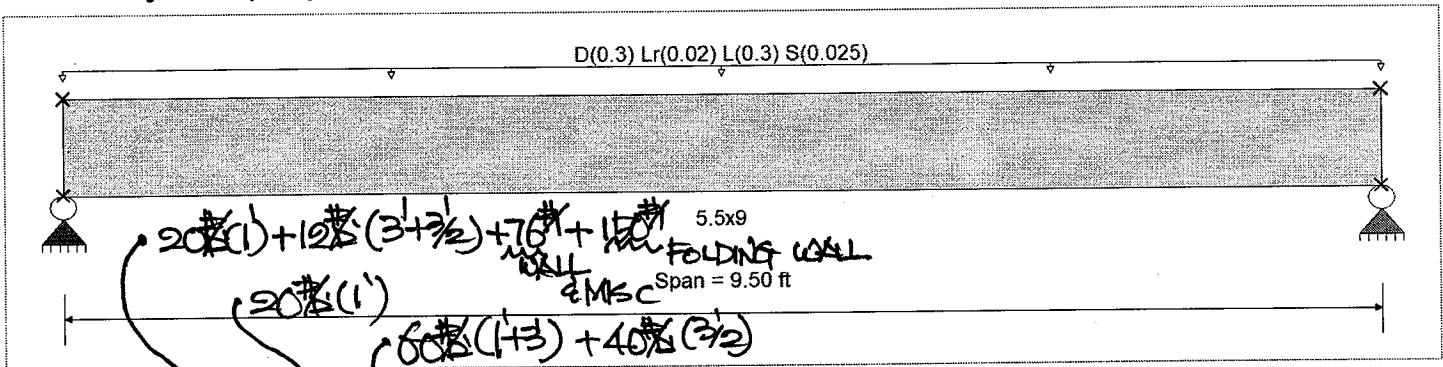 D(0.3) Lr(0.02) L(0.3) S(0.025)
20#/□'(1') + 12#/□'(3'+3/2') + 76#/' + 150#/' 5.5x9
WALL & MISC FOLDING WALL
Span = 9.50 ft
20#/□'(1')
60#/□'(1'+3') + 40#/□'(3/2')